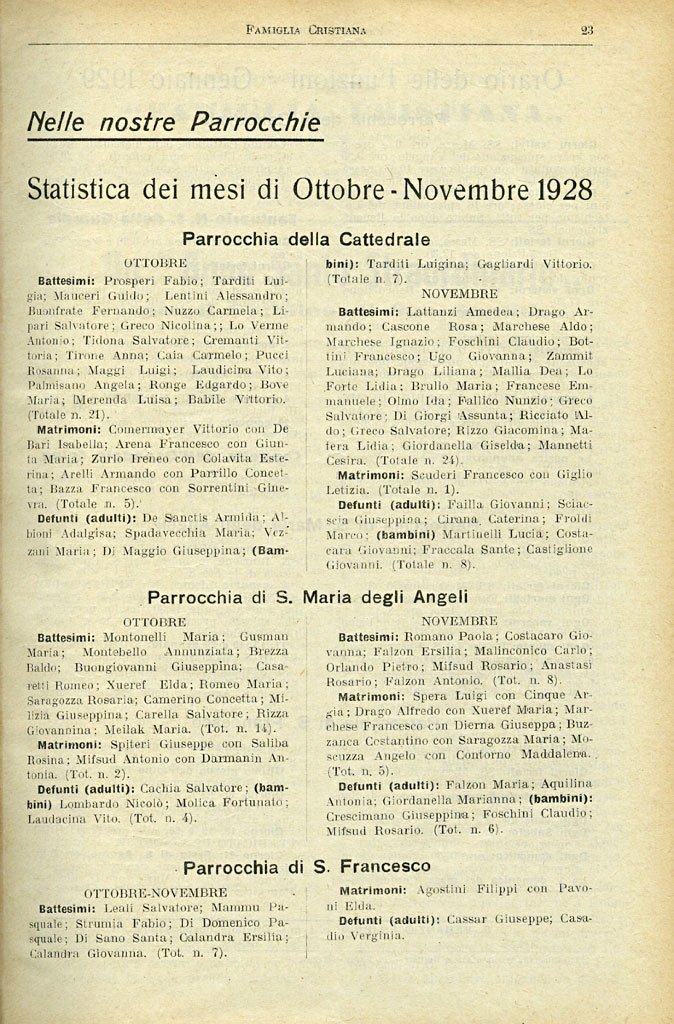 FAMIGLIA CRISTIANA 23
Nelle nostre Parrocchie
Statistica dei mesi di Ottobre - Novembre 1928
Parrocchia della Cattedrale
OTTOBRE
Battesimi: Prosperi Fabio; Tarditi Lui-
gia; Mauceri Guido; Lentini Alessandro;
Buonfrate Fernando; Nuzzo Carmela; Li-
pari Salvatore; Greco Nicolina;; Lo Verme
Antonio; Tidona Salvatore; Cremanti Vit-
toria; Tirone Anna; Caia Carmelo; Pucci
Rosanna; Maggi Luigi; Laudicina Vito;
Palmisano Angela; Ronge Edgardo; Bove
Maria; Merenda Luisa; Babile Vittorio.
(Totale n. 21).
Matrimoni: Comermayer Vittorio con De
Bari Isabella; Arena Francesco con Giun-
ta Maria; Zurlo Ireneo con Colavita Este-
rina; Arelli Armando con Parrillo Concet-
ta; Bazza Francesco con Sorrentini Gine-
vra. (Totale n. 5).
Defunti (adulti): De Sanctis Armida; Al-
bioni Adalgisa; Spadavecchia Maria; Vez-
zani Maria; Di Maggio Giuseppina; (Bam-
bini): Tarditi Luigina; Gagliardi Vittorio.
(Totale n. 7).
NOVEMBRE
Battesimi: Lattanzi Amedea; Drago Ar-
mando; Cascone Rosa; Marchese Aldo;
Marchese Ignazio; Foschini Claudio; Bot-
tini Francesco; Ugo Giovanna; Zammit
Luciana; Drago Liliana; Mallia Dea; Lo
Forte Lidia; Brullo Maria; Francese Em-
manuele; Olmo Ida; Fallico Nunzio; Greco
Salvatore; Di Giorgi Assunta; Ricciato Al-
do; Greco Salvatore; Rizzo Giacomina; Ma-
tera Lidia; Giordanella Giselda; Mannetti
Cesira. (Totale n. 24).
Matrimoni: Scuderi Francesco con Giglio
Letizia. (Totale n. 1).
Defunti (adulti): Failla Giovanni; Sciac-
scia Giuseppina; Cirana Caterina; Froldi
Marco; (bambini) Martinelli Lucia; Costa-
cara Giovanni; Fraccala Sante; Castiglione
Giovanni. (Totale n. 8).
Parrocchia di S. Maria degli Angeli
OTTOBRE
Battesimi: Montonelli Maria; Gusman
Maria; Montebello Annunziata; Brezza
Baldo; Buongiovanni Giuseppina; Casa-
retti Romeo; Xueref Elda; Romeo Maria;
Saragozza Rosaria; Camerino Concetta; Mi-
lizia Giuseppina; Carella Salvatore; Rizza
Giovannina; Meilak Maria. (Tot. n. 14).
Matrimoni: Spiteri Giuseppe con Saliba
Rosina; Mifsud Antonio con Darmanin An-
tonia. (Tot. n. 2).
Defunti (adulti): Cachia Salvatore; (bam-
bini) Lombardo Nicolò; Molica Fortunato;
Laudacina Vito. (Tot. n. 4).
NOVEMBRE
Battesimi: Romano Paola; Costacaro Gio-
vanna; Falzon Ersilia; Malinconico Carlo;
Orlando Pietro; Mifsud Rosario; Anastasi
Rosario; Falzon Antonio. (Tot. n. 8).
Matrimoni: Spera Luigi con Cinque Ar-
gia; Drago Alfredo con Xueref Maria; Mar-
chese Francesco con Dierna Giuseppa; Buz-
zanca Costantino con Saragozza Maria; Mo-
scuzza Angelo con Contorno Maddalena.
(Tot. n. 5).
Defunti (adulti): Falzon Maria; Aquilina
Antonia; Giordanella Marianna; (bambini):
Crescimano Giuseppina; Foschini Claudio;
Mifsud Rosario. (Tot. n. 6).
Parrocchia di S. Francesco
OTTOBRE-NOVEMBRE
Battesimi: Leali Salvatore; Mammu Pa-
squale; Strumia Fabio; Di Domenico Pa-
squale; Di Sano Santa; Calandra Ersilia;
Calandra Giovanna. (Tot. n. 7).
Matrimoni: Agostini Filippi con Pavo-
ni Elda.
Defunti (adulti): Cassar Giuseppe; Casa-
dio Verginia.